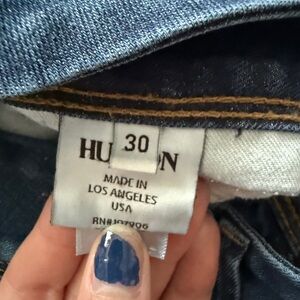 30
HU ON
MADE IN
LOS ANGELES
USA